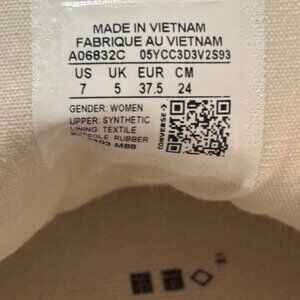 MADE IN VIETNAM
FABRIQUE AU VIETNAM
A06832C 05YCC3D3V2S93
US UK EUR CM
7 5 37.5 24
GENDER: WOMEN
UPPER: SYNTHETIC
LINING: TEXTILE
OUTSOLE: RUBBER
M88
CONVERSE